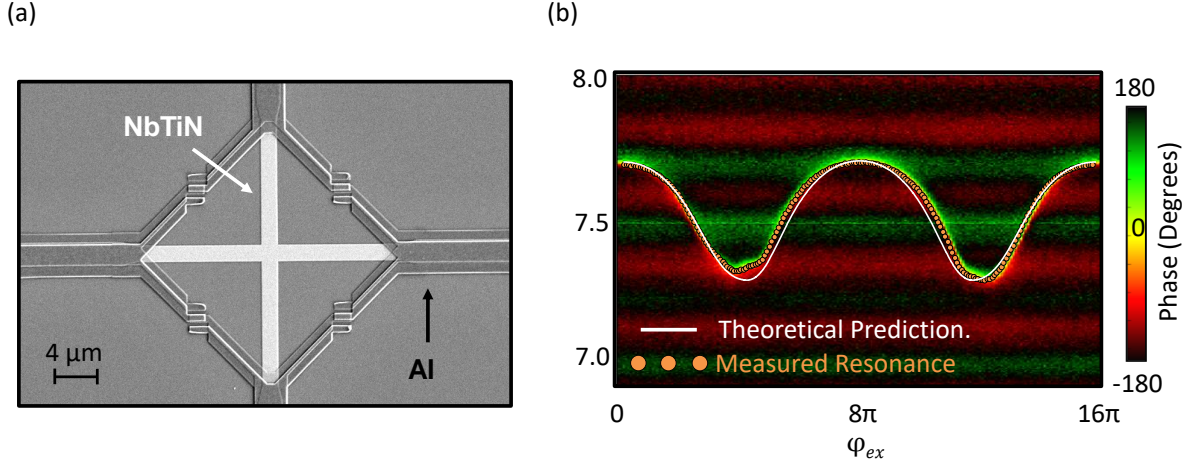 (a)
(b)
NbTiN
4 μm
Al
8.0
7.5
7.0
Theoretical Prediction.
Measured Resonance
0
8π
16π
φex
180
0
-180
Phase (Degrees)